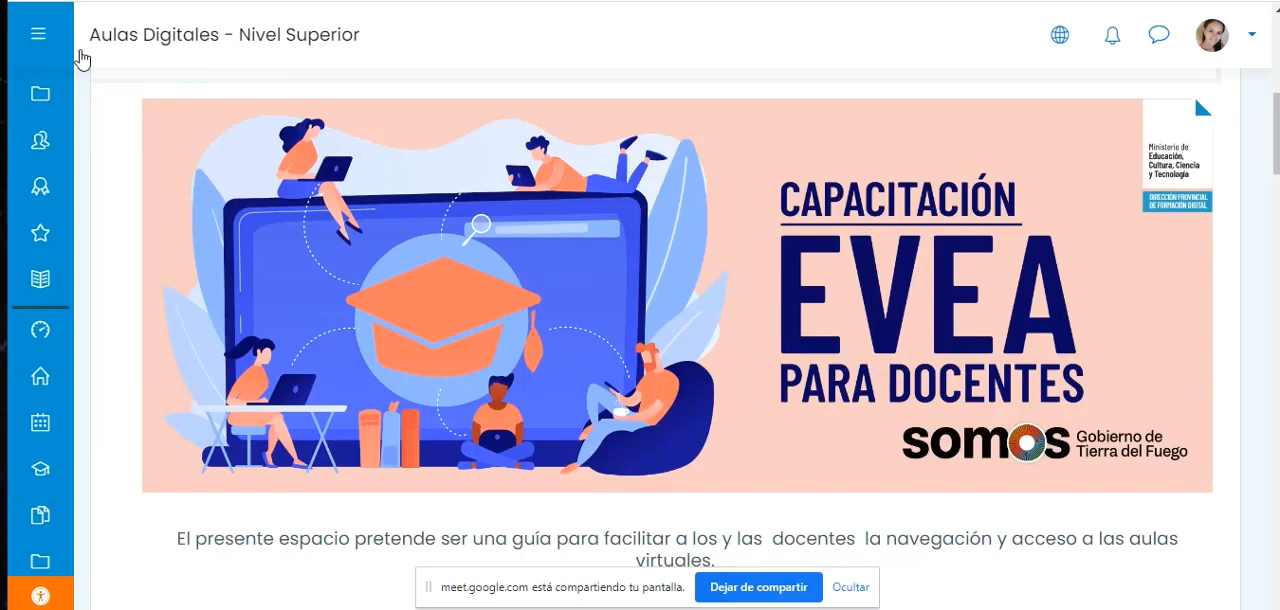 Aulas Digitales - Nivel Superior
Ministerio de
Educación,
Cultura, Ciencia
y Tecnología
DIRECCIÓN PROVINCIAL
DE FORMACIÓN DIGITAL
CAPACITACIÓN
EVEA
PARA DOCENTES
somos
Gobierno de
Tierra del Fuego
El presente espacio pretende ser una guía para facilitar a los y las docentes la navegación y acceso a las aulas
virtuales.
meet.google.com está compartiendo tu pantalla. Dejar de compartir Ocultar